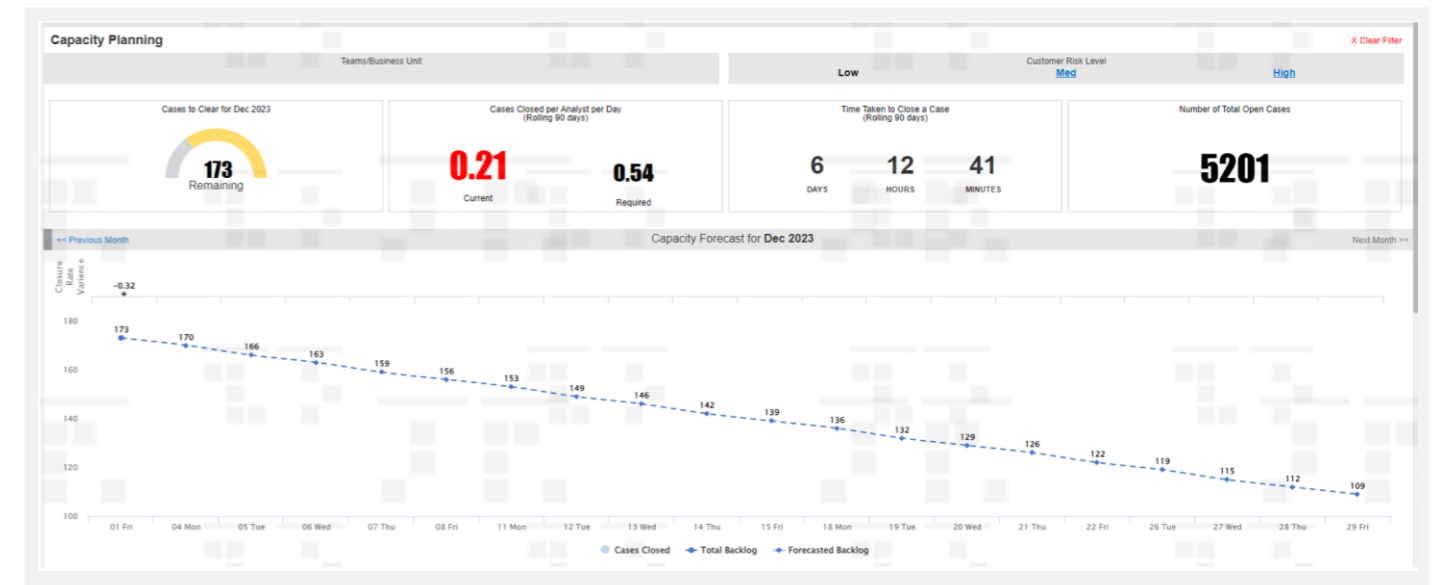 Capacity Planning
X Clear Filter
Teams/Business Unit
Customer Risk Level
Low Med High
Cases to Clear for Dec 2023
173
Remaining
Cases Closed per Analyst per Day
(Rolling 90 days)
0.21 0.54
Current Required
Time Taken to Close a Case
(Rolling 90 days)
6 12 41
DAYS HOURS MINUTES
Number of Total Open Cases
5201
<< Previous Month Capacity Forecast for Dec 2023 Next Month >>
Closure
Rate
Varience
-0.32
180
160
140
120
100
173 170 166 163 159 156 153 149 146 142 139 136 132 129 126 122 119 115 112 109
01 Fri 04 Mon 05 Tue 06 Wed 07 Thu 08 Fri 11 Mon 12 Tue 13 Wed 14 Thu 15 Fri 18 Mon 19 Tue 20 Wed 21 Thu 22 Fri 26 Tue 27 Wed 28 Thu 29 Fri
Cases Closed Total Backlog Forecasted Backlog